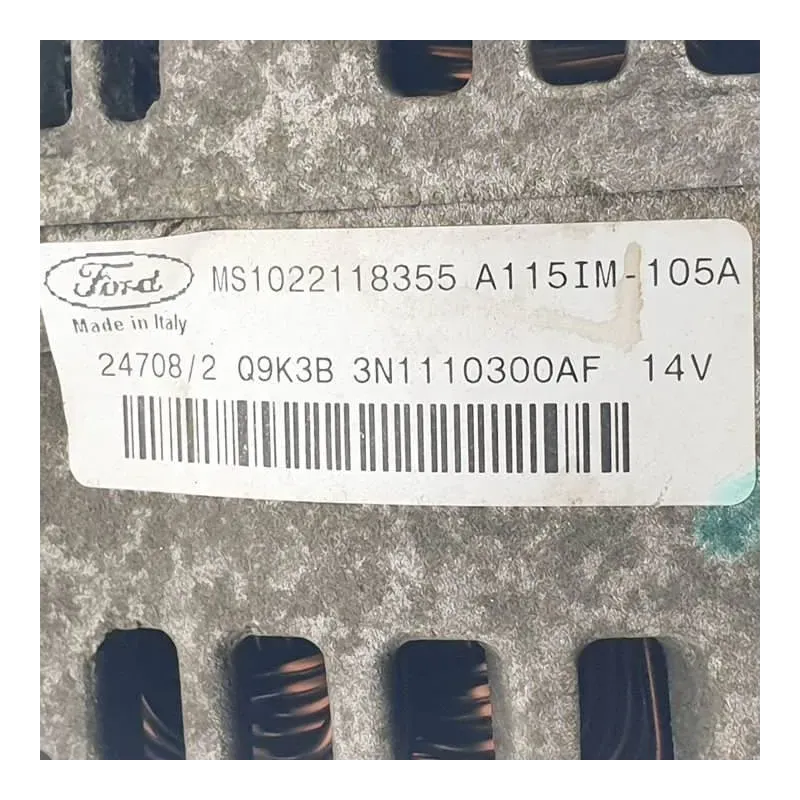 Ford MS1022118355 A115IM-105A
Made in Italy
24708/2 Q9K3B 3N1110300AF 14V